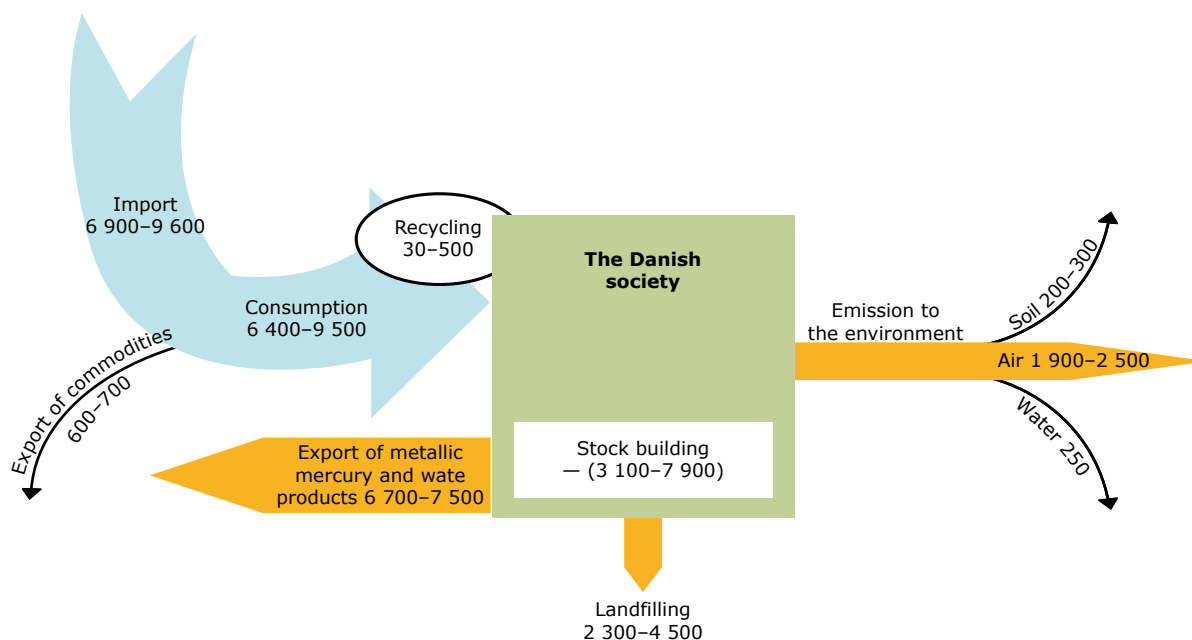 Import
6 900–9 600
Recycling
30–500
The Danish
society
Consumption
6 400–9 500
Export of commodities
600–700
Emission to
the environment
Soil 200–300
Air 1 900–2 500
Water 250
Export of metallic
mercury and wate
products 6 700–7 500
Stock building
— (3 100–7 900)
Landfilling
2 300–4 500